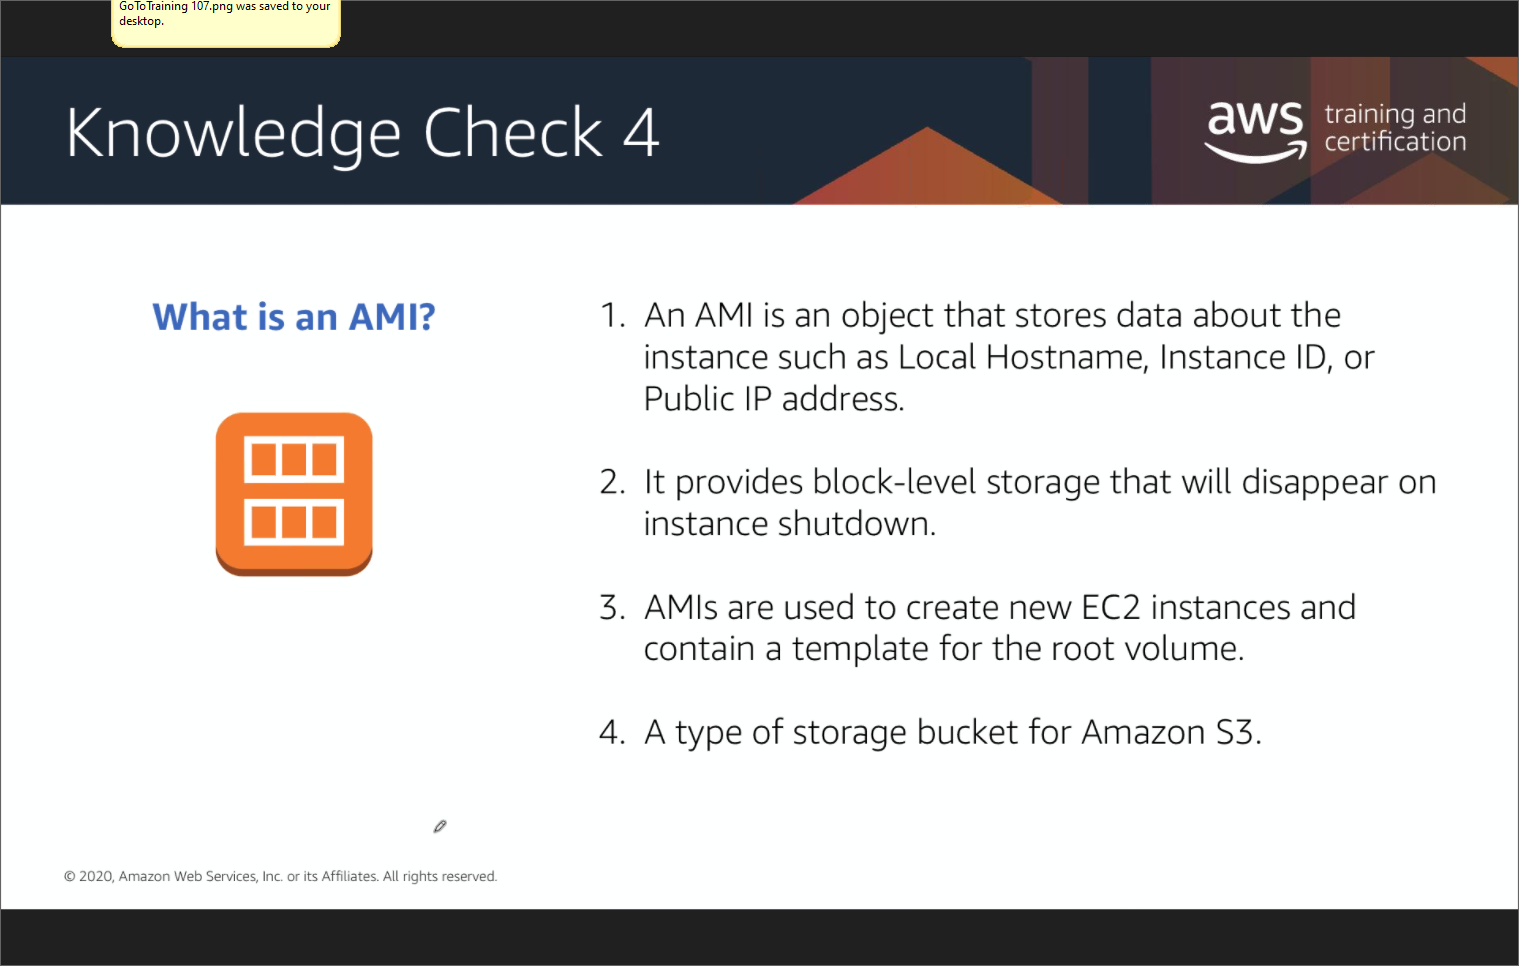 GoToTraining 107.png was saved to your
desktop.
Knowledge Check 4
aws training and
certification
What is an AMI?
1. An AMI is an object that stores data about the
instance such as Local Hostname, Instance ID, or
Public IP address.
2. It provides block-level storage that will disappear on
instance shutdown.
3. AMIs are used to create new EC2 instances and
contain a template for the root volume.
4. A type of storage bucket for Amazon S3.
© 2020, Amazon Web Services, Inc. or its Affiliates. All rights reserved.